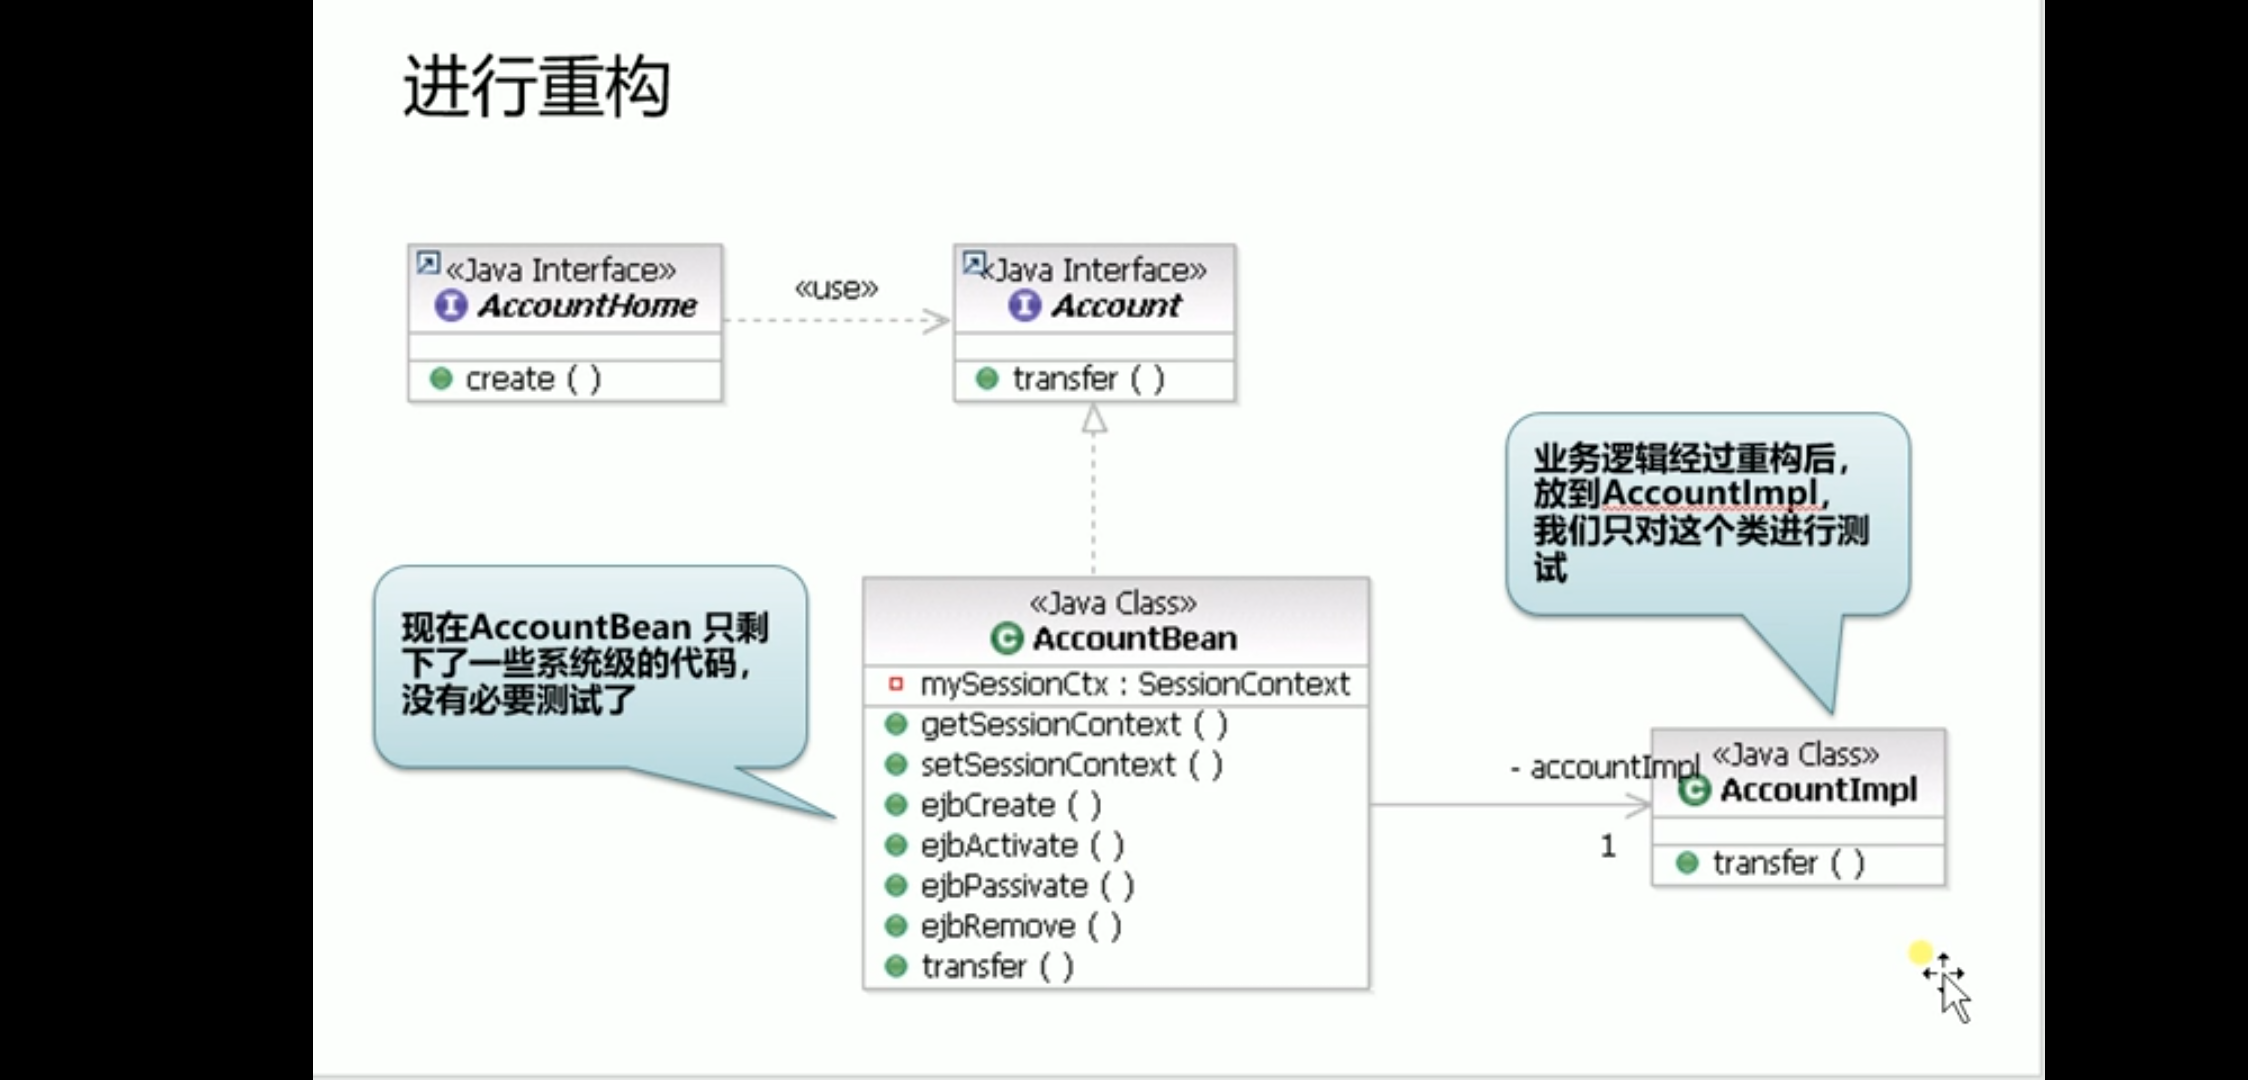 进行重构
«Java Interface»
AccountHome
create ( )
«use»
«Java Interface»
Account
transfer ( )
业务逻辑经过重构后,
放到AccountImpl,
我们只对这个类进行测
试
现在AccountBean 只剩
下了一些系统级的代码,
没有必要测试了
«Java Class»
AccountBean
mySessionCtx : SessionContext
getSessionContext ( )
setSessionContext ( )
ejbCreate ( )
ejbActivate ( )
ejbPassivate ( )
ejbRemove ( )
transfer ( )
- accountImpl
1
«Java Class»
AccountImpl
transfer ( )